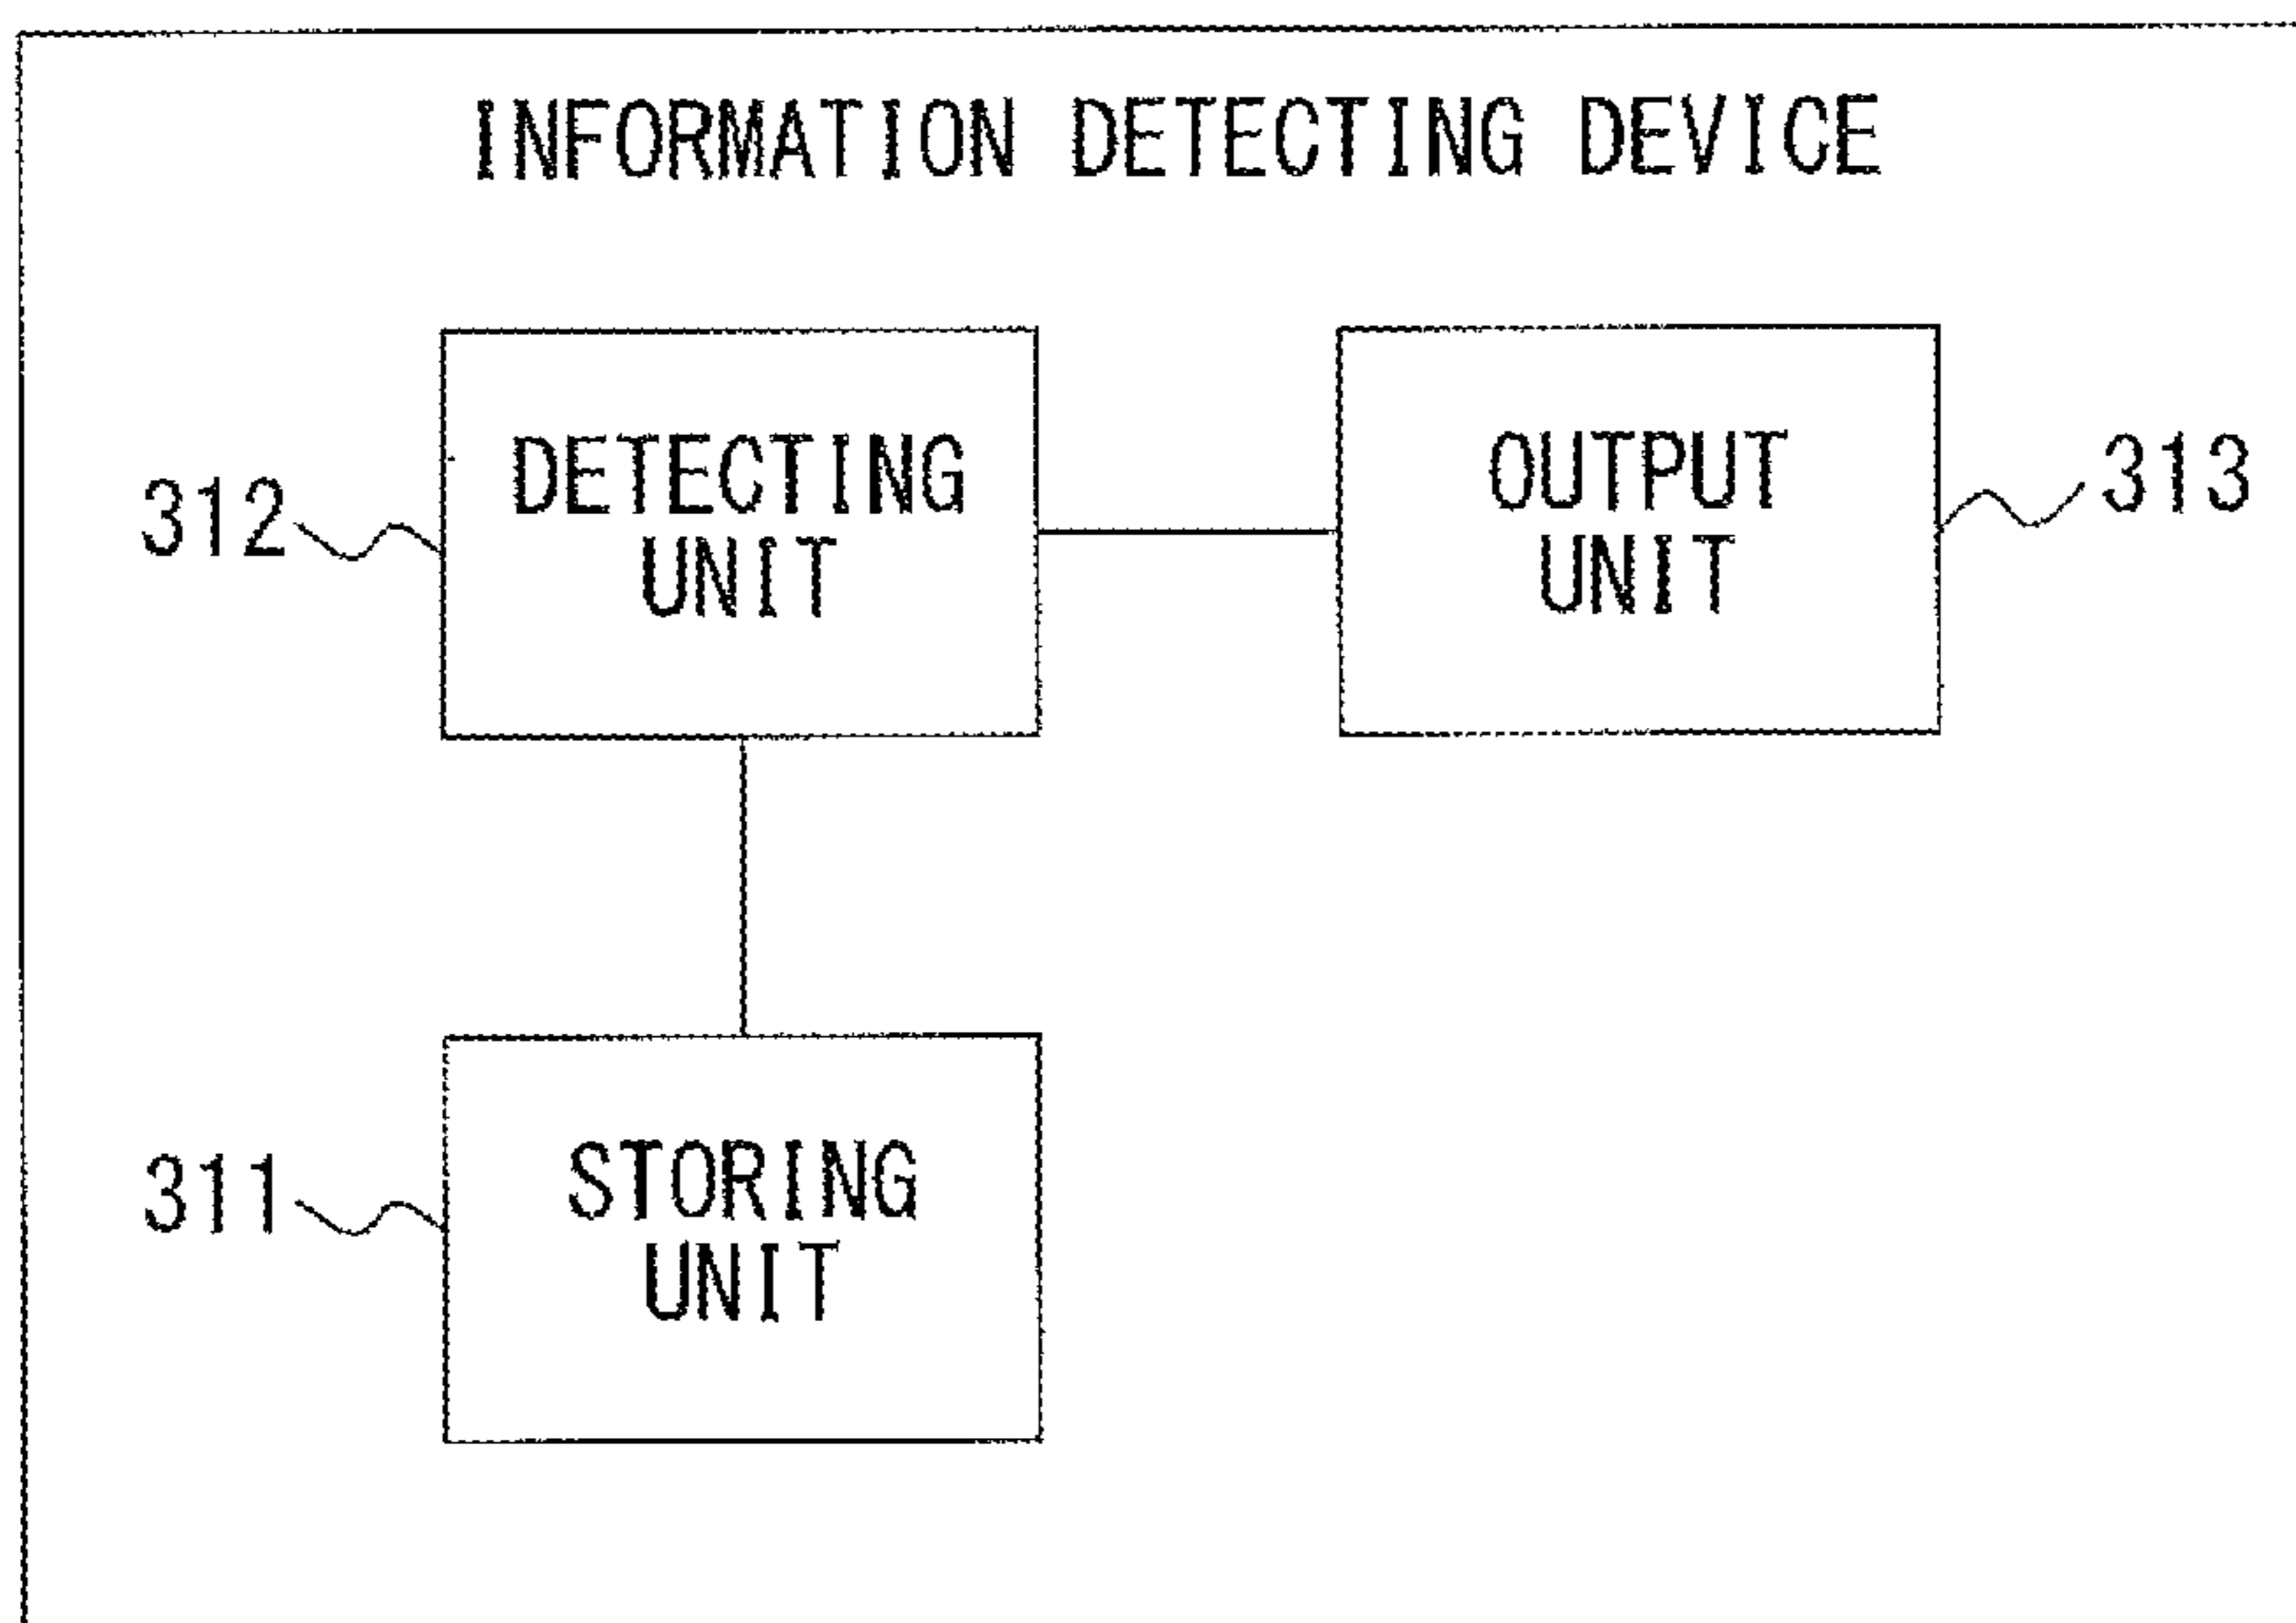 INFORMATION DETECTING DEVICE
312
DETECTING
UNIT
OUTPUT
UNIT
313
311
STORING
UNIT